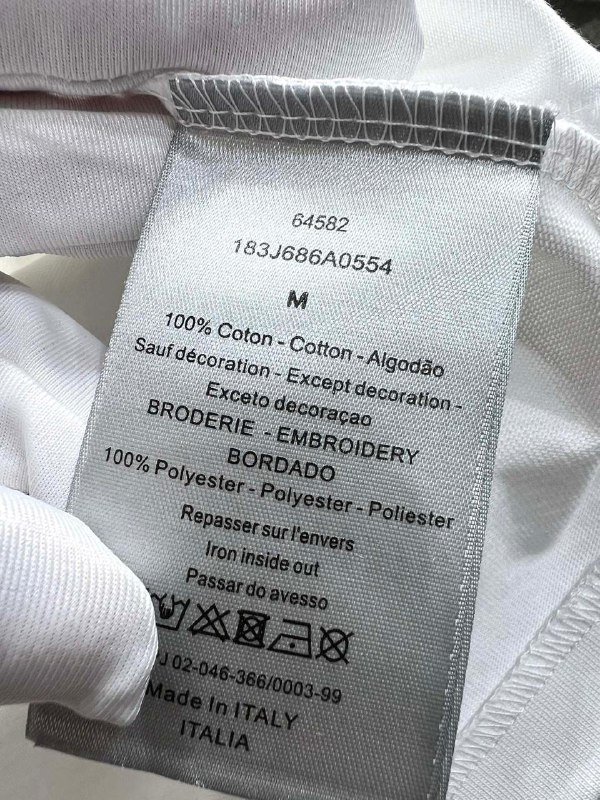 64582
183J686A0554
M
100% Coton - Cotton - Algodão
Sauf décoration - Except decoration -
Exceto decoraçao
BRODERIE - EMBROIDERY
BORDADO
100% Polyester - Polyester - Poliester
Repasser sur l'envers
Iron inside out
Passar do avesso
J 02-046-366/0003-99
Made In ITALY
ITALIA